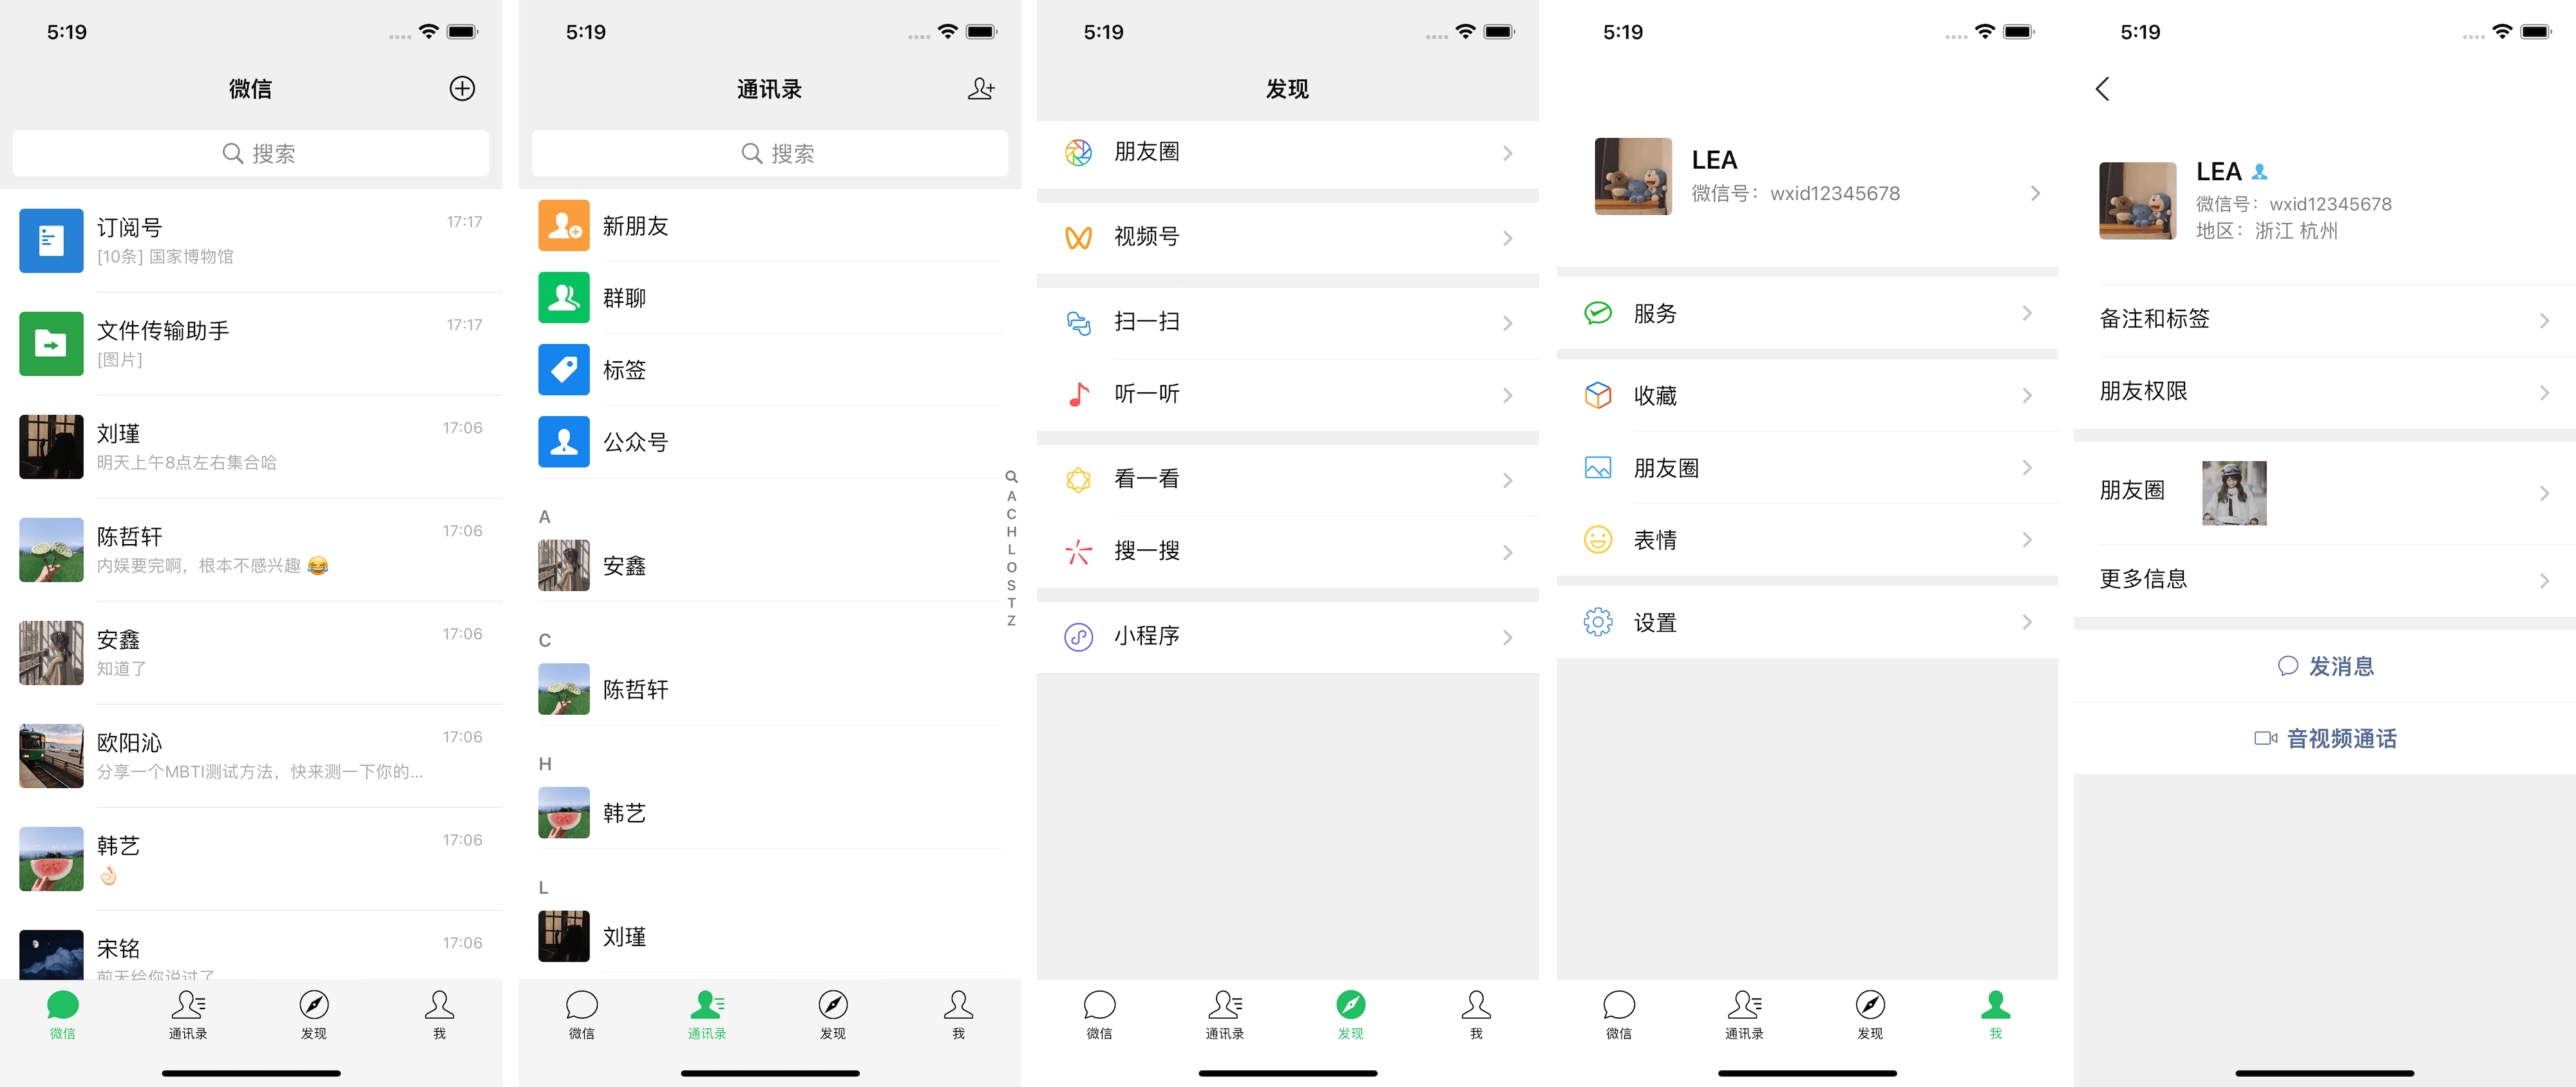 5:19
微信
搜索
订阅号
17:17
[10条] 国家博物馆
文件传输助手
17:17
[图片]
刘瑾
17:06
明天上午8点左右集合哈
陈哲轩
17:06
内娱要完啊，根本不感兴趣 😂
安鑫
17:06
知道了
欧阳沁
17:06
分享一个MBTI测试方法，快来测一下你的...
韩艺
17:06
👌🏻
宋铭
17:06
前天给你说过了
微信
通讯录
发现
我
5:19
通讯录
搜索
新朋友
群聊
标签
公众号
A
安鑫
C
陈哲轩
H
韩艺
L
刘瑾
A
C
H
L
O
S
T
Z
微信
通讯录
发现
我
5:19
发现
朋友圈
视频号
扫一扫
听一听
看一看
搜一搜
小程序
微信
通讯录
发现
我
5:19
LEA
微信号：wxid12345678
服务
收藏
朋友圈
表情
设置
微信
通讯录
发现
我
5:19
LEA
微信号：wxid12345678
地区：浙江 杭州
备注和标签
朋友权限
朋友圈
更多信息
发消息
音视频通话